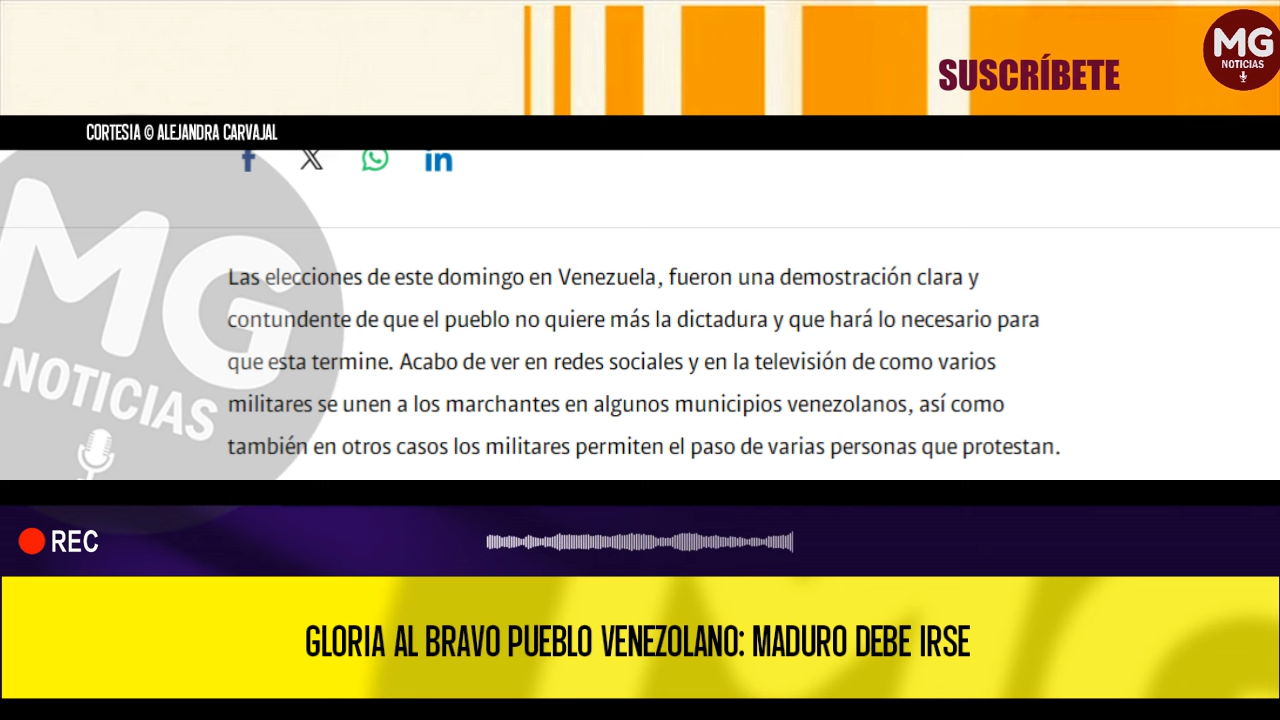 SUSCRÍBETE
MG
NOTICIAS
CORTESIA © ALEJANDRA CARVAJAL
Las elecciones de este domingo en Venezuela, fueron una demostración clara y
contundente de que el pueblo no quiere más la dictadura y que hará lo necesario para
que esta termine. Acabo de ver en redes sociales y en la televisión de como varios
militares se unen a los marchantes en algunos municipios venezolanos, así como
también en otros casos los militares permiten el paso de varias personas que protestan.
MG
NOTICIAS
REC
GLORIA AL BRAVO PUEBLO VENEZOLANO: MADURO DEBE IRSE